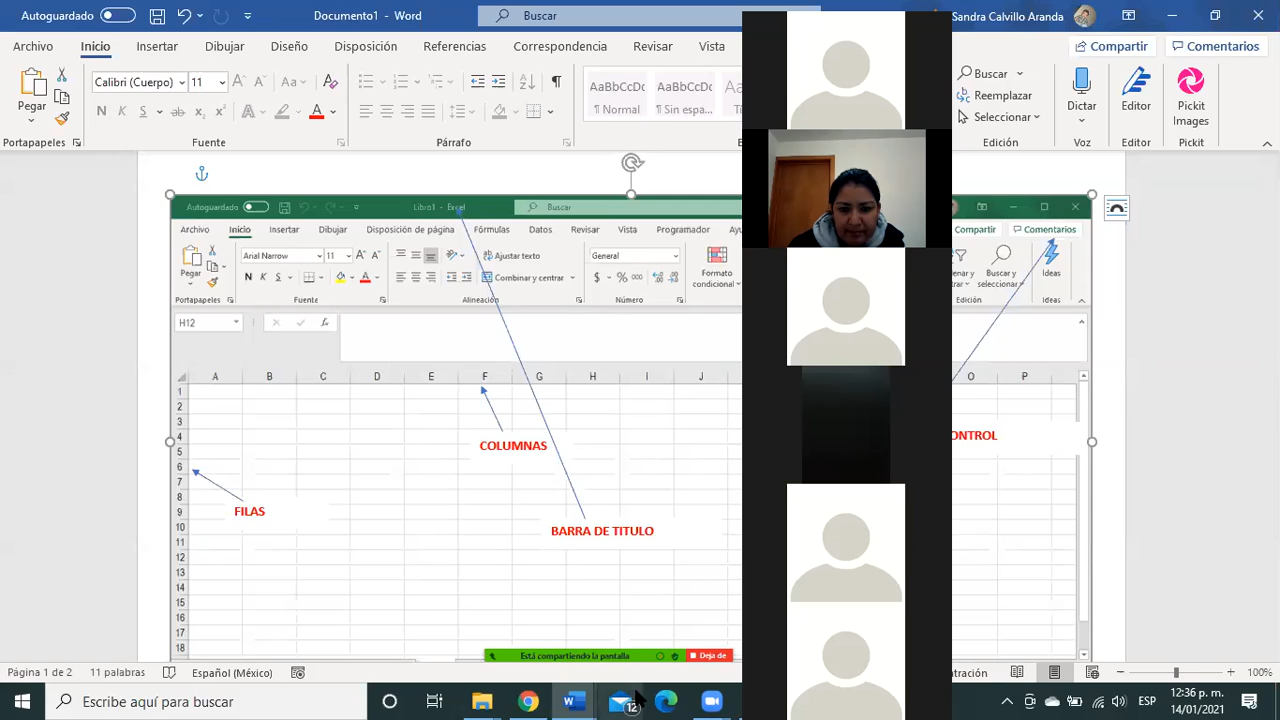 Documento1 - Word
Buscar
Sandra Calvillo Aranda
Archivo Inicio Insertar Dibujar Diseño Disposición Referencias Correspondencia Revisar Vista
Compartir Comentarios
Pegar
Calibri (Cuerpo) 11
AaBbCcDc AaBbCcDc
¶ Normal ¶ Sin espa...
Buscar
Reemplazar
Seleccionar
Dictar
Editor
Pickit
Images
Portapapeles Fuente Párrafo Edición Voz Editor Pickit
Autoguardado Libro1 - Excel Buscar
Archivo Inicio Insertar Dibujar Disposición de página Fórmulas Datos Revisar Vista Programador
Compartir Comentarios
Pegar
Arial Narrow 11
N K S
Ajustar texto
Combinar y centrar
General
$ % 000
Formato
condicional
Buscar y
seleccionar
Ideas
Portapapeles Fuente Alineación Número Edición Ideas
H12 fx
A B C D E F G H I J O P
1
2
3
4
5
6
7
8
9
10
11
12
13
14
15
16
17
18
COLUMNAS
FILAS
BARRA DE TITULO
Está compartiendo la pantalla Deja de
Página 1 de 2 11 palabras Español (México) 100%
Escribe aquí para buscar
12
ESP
12:36 p. m.
14/01/2021